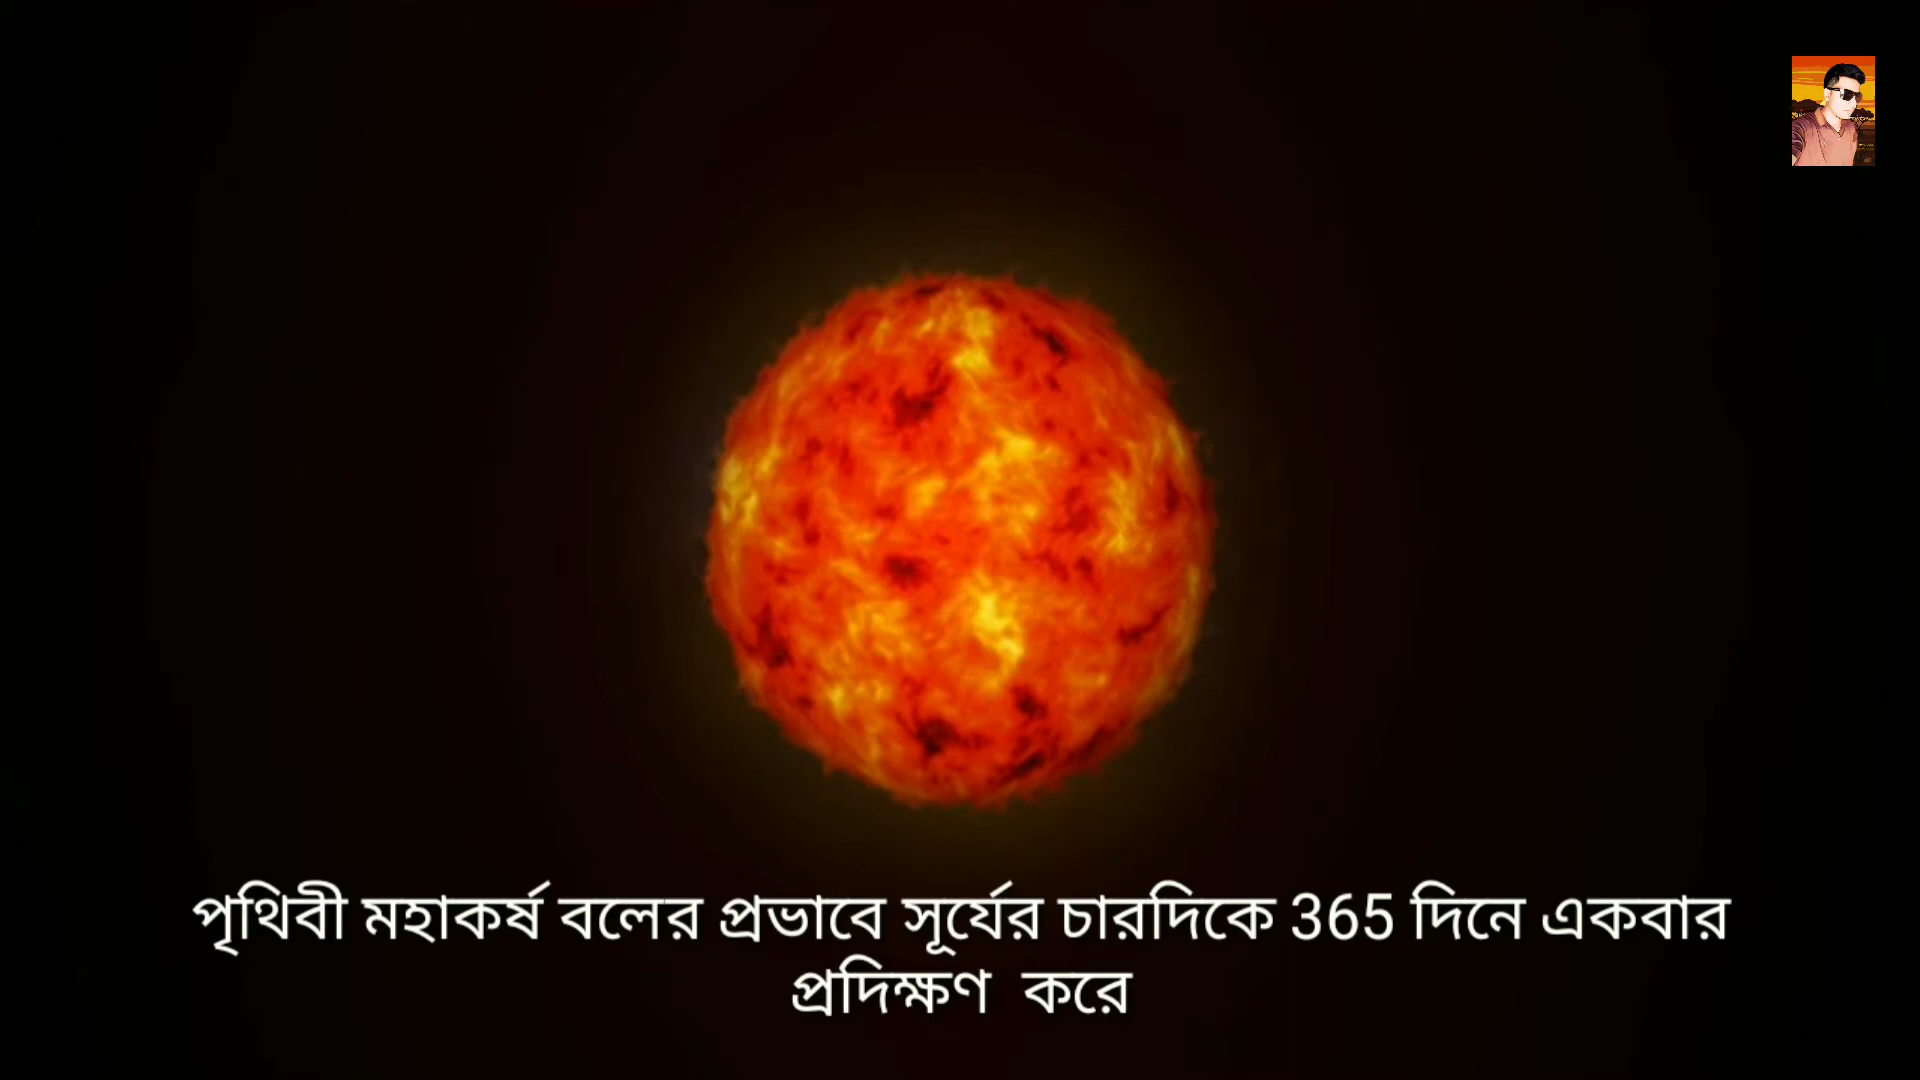 পৃথিবী মহাকর্ষ বলের প্রভাবে সূর্যের চারদিকে 365 দিনে একবার
প্রদিক্ষণ করে